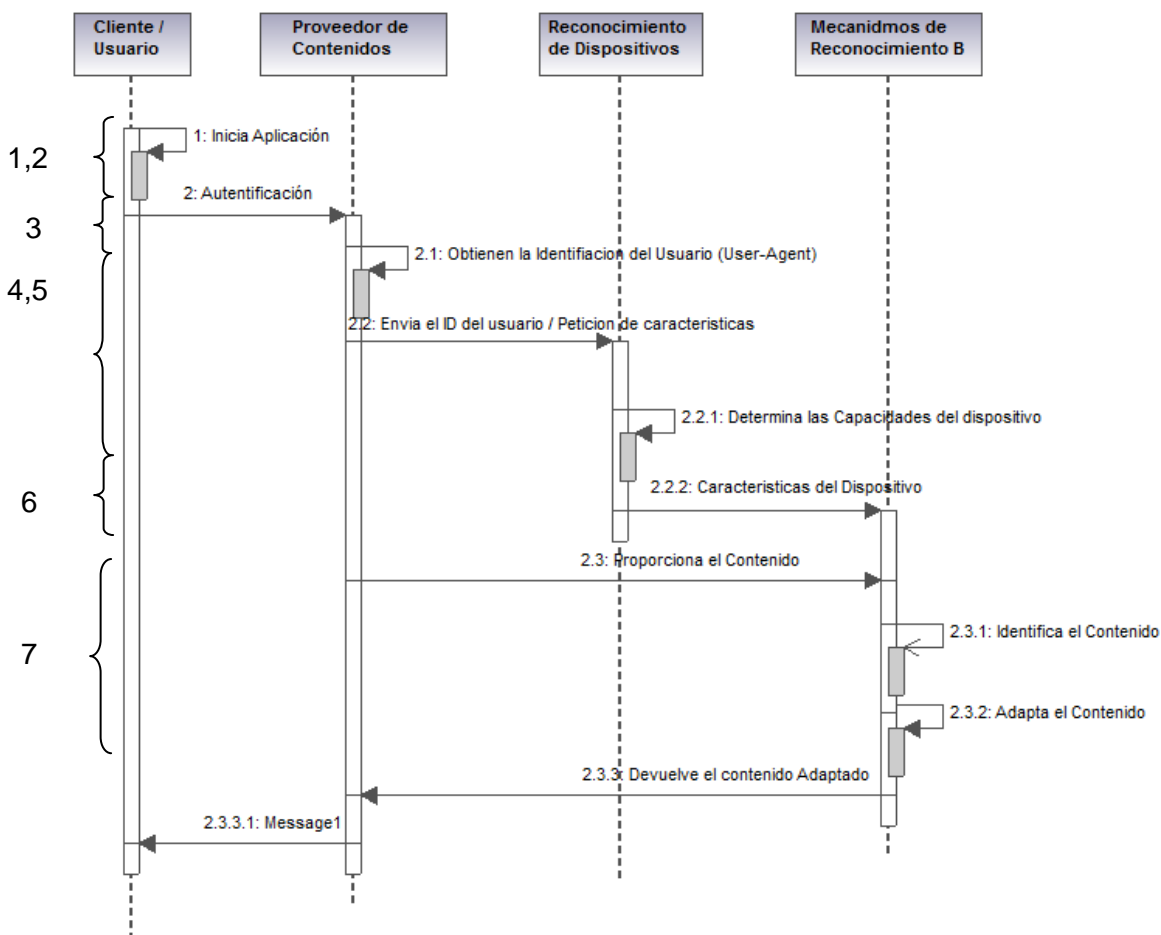 Cliente /
Usuario
Proveedor de
Contenidos
Reconocimiento
de Dispositivos
Mecanidmos de
Reconocimiento B
1: Inicia Aplicación
1,2
2: Autentificación
3
2.1: Obtienen la Identifiacion del Usuario (User-Agent)
4,5
2.2: Envia el ID del usuario / Peticion de caracteristicas
2.2.1: Determina las Capacidades del dispositivo
2.2.2: Caracteristicas del Dispositivo
6
2.3: Proporciona el Contenido
2.3.1: Identifica el Contenido
7
2.3.2: Adapta el Contenido
2.3.3: Devuelve el contenido Adaptado
2.3.3.1: Message1